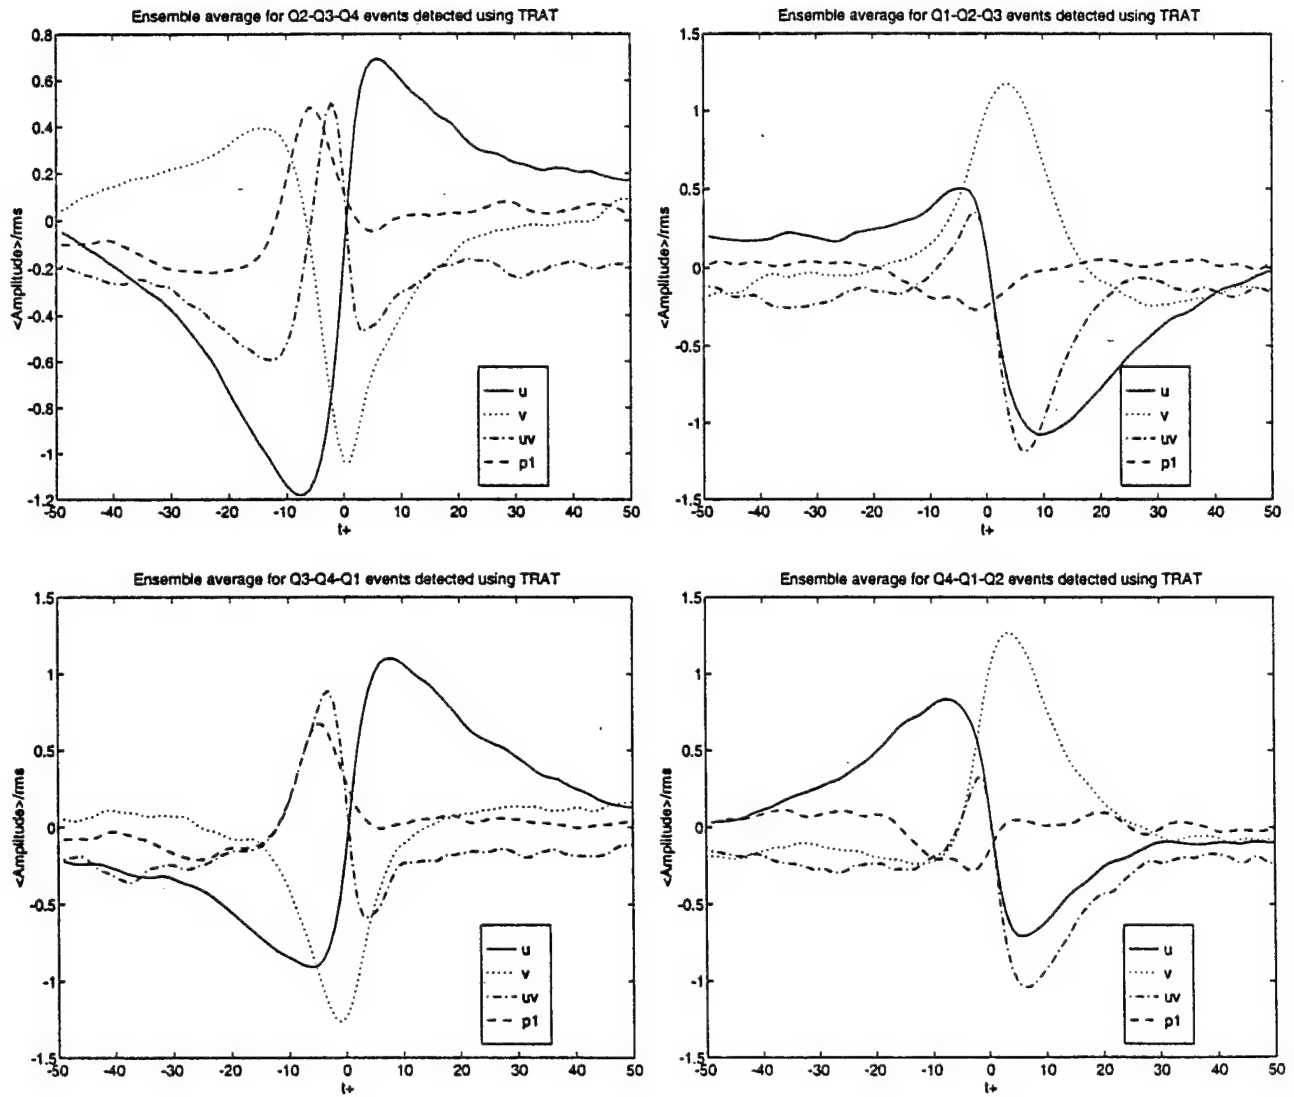 Ensemble average for Q2-Q3-Q4 events detected using TRAT
<Amplitude>/rms
0.8
0.6
0.4
0.2
0
-0.2
-0.4
-0.6
-0.8
-1
-1.2
-50 -40 -30 -20 -10 0 10 20 30 40 50
t+
u
v
uv
p1
Ensemble average for Q1-Q2-Q3 events detected using TRAT
<Amplitude>/rms
1.5
1
0.5
0
-0.5
-1
-1.5
-50 -40 -30 -20 -10 0 10 20 30 40 50
t+
u
v
uv
p1
Ensemble average for Q3-Q4-Q1 events detected using TRAT
<Amplitude>/rms
1.5
1
0.5
0
-0.5
-1
-1.5
-50 -40 -30 -20 -10 0 10 20 30 40 50
t+
u
v
uv
p1
Ensemble average for Q4-Q1-Q2 events detected using TRAT
<Amplitude>/rms
1.5
1
0.5
0
-0.5
-1
-1.5
-50 -40 -30 -20 -10 0 10 20 30 40 50
t+
u
v
uv
p1